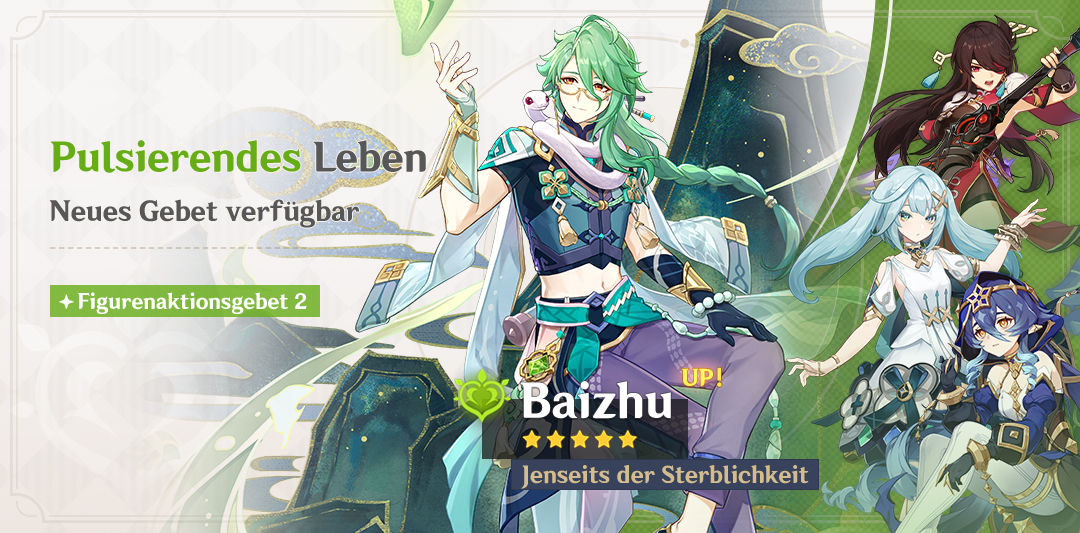 Pulsierendes Leben
Neues Gebet verfügbar
Figurenaktionsgebet 2
UP!
Baizhu
Jenseits der Sterblichkeit